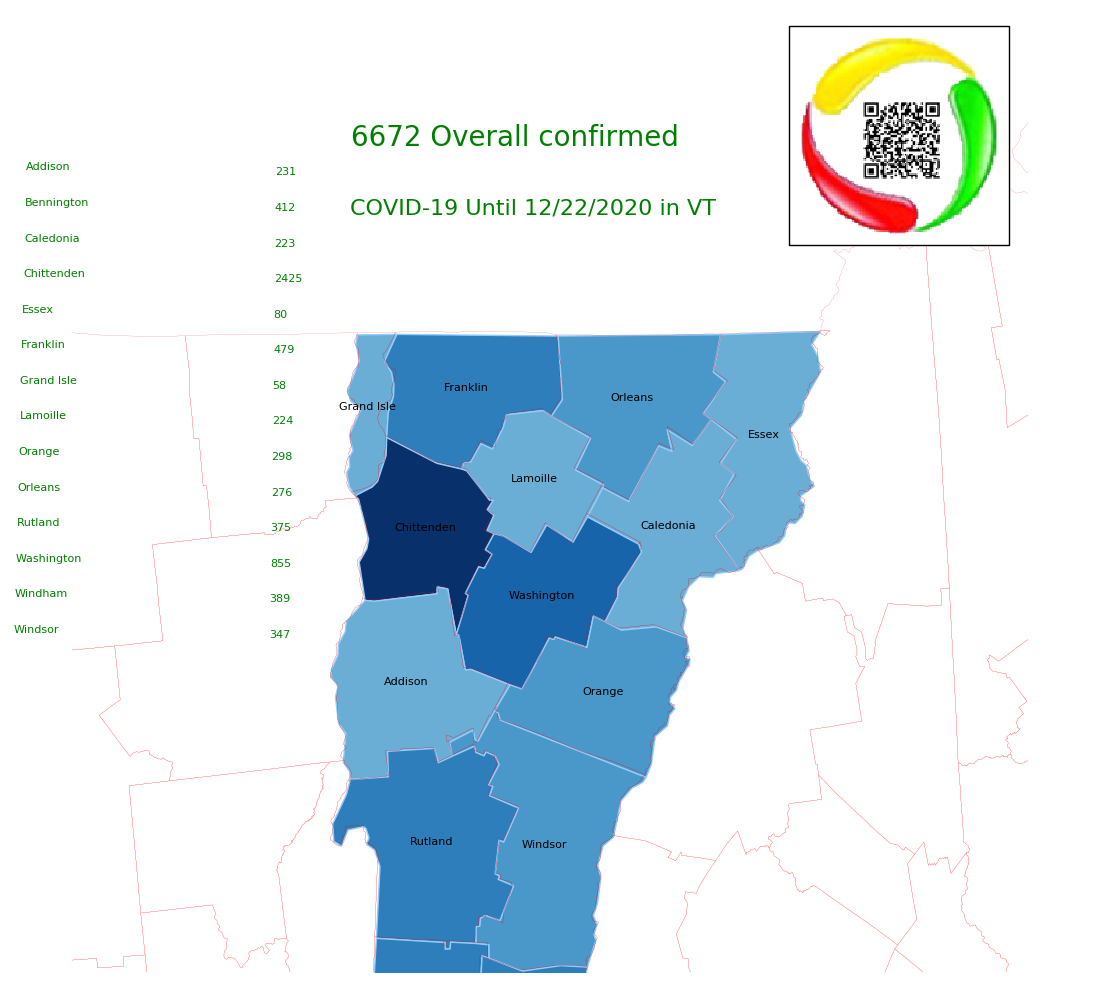 6672 Overall confirmed
COVID-19 Until 12/22/2020 in VT
Addison 231
Bennington 412
Caledonia 223
Chittenden 2425
Essex 80
Franklin 479
Grand Isle 58
Lamoille 224
Orange 298
Orleans 276
Rutland 375
Washington 855
Windham 389
Windsor 347
Franklin
Orleans
Grand Isle
Essex
Lamoille
Chittenden
Caledonia
Washington
Addison
Orange
Rutland
Windsor